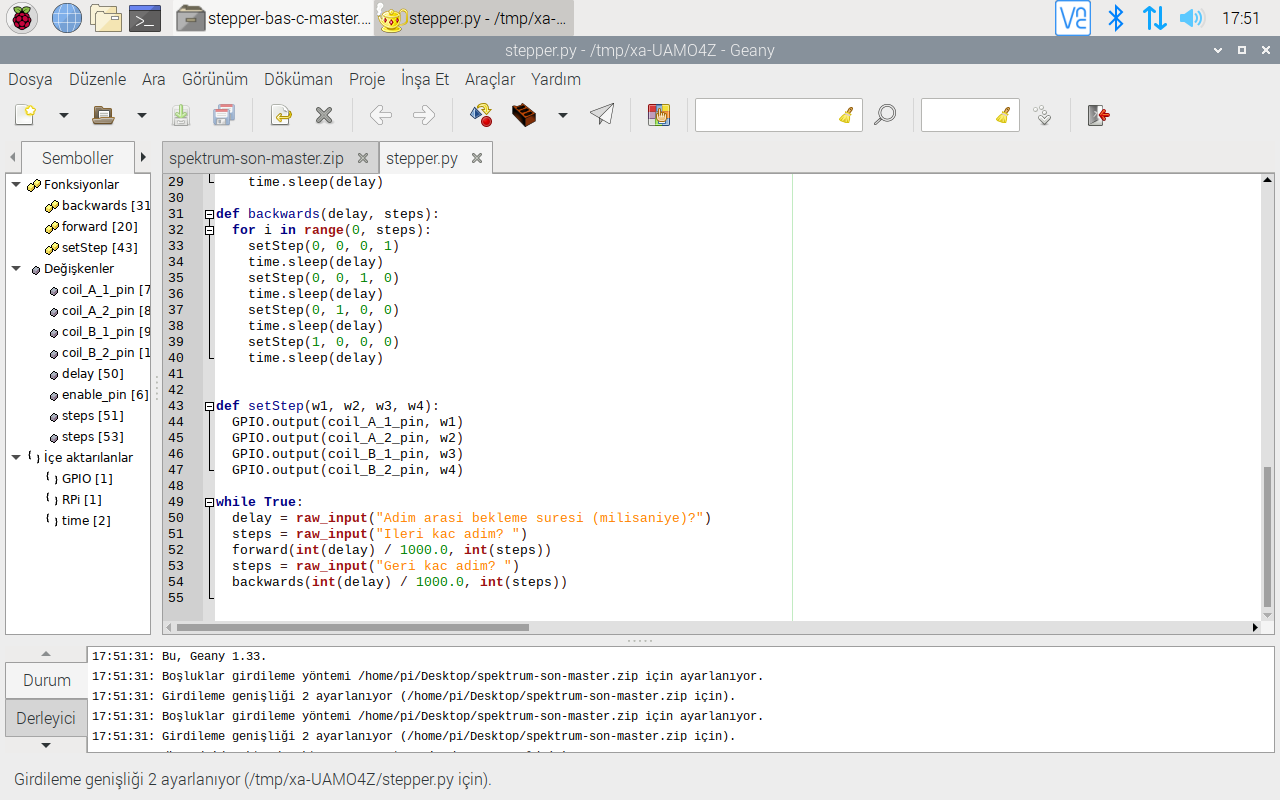 stepper-bas-c-master....
stepper.py - /tmp/xa-...
17:51
stepper.py - /tmp/xa-UAMO4Z - Geany
Dosya Düzenle Ara Görünüm Döküman Proje İnşa Et Araçlar Yardım
Semboller
spektrum-son-master.zip
stepper.py
Fonksiyonlar
backwards [31
forward [20]
setStep [43]
Değişkenler
coil_A_1_pin [7
coil_A_2_pin [8
coil_B_1_pin [9
coil_B_2_pin [1
delay [50]
enable_pin [6]
steps [51]
steps [53]
İçe aktarılanlar
GPIO [1]
RPi [1]
time [2]
29 time.sleep(delay)
30
31 def backwards(delay, steps):
32 for i in range(0, steps):
33 setStep(0, 0, 0, 1)
34 time.sleep(delay)
35 setStep(0, 0, 1, 0)
36 time.sleep(delay)
37 setStep(0, 1, 0, 0)
38 time.sleep(delay)
39 setStep(1, 0, 0, 0)
40 time.sleep(delay)
41
42
43 def setStep(w1, w2, w3, w4):
44 GPIO.output(coil_A_1_pin, w1)
45 GPIO.output(coil_A_2_pin, w2)
46 GPIO.output(coil_B_1_pin, w3)
47 GPIO.output(coil_B_2_pin, w4)
48
49 while True:
50 delay = raw_input("Adim arasi bekleme suresi (milisaniye)?")
51 steps = raw_input("Ileri kac adim? ")
52 forward(int(delay) / 1000.0, int(steps))
53 steps = raw_input("Geri kac adim? ")
54 backwards(int(delay) / 1000.0, int(steps))
55
Durum
Derleyici
17:51:31: Bu, Geany 1.33.
17:51:31: Boşluklar girdileme yöntemi /home/pi/Desktop/spektrum-son-master.zip için ayarlanıyor.
17:51:31: Girdileme genişliği 2 ayarlanıyor (/home/pi/Desktop/spektrum-son-master.zip için).
17:51:31: Boşluklar girdileme yöntemi /home/pi/Desktop/spektrum-son-master.zip için ayarlanıyor.
17:51:31: Girdileme genişliği 2 ayarlanıyor (/home/pi/Desktop/spektrum-son-master.zip için).
Girdileme genişliği 2 ayarlanıyor (/tmp/xa-UAMO4Z/stepper.py için).